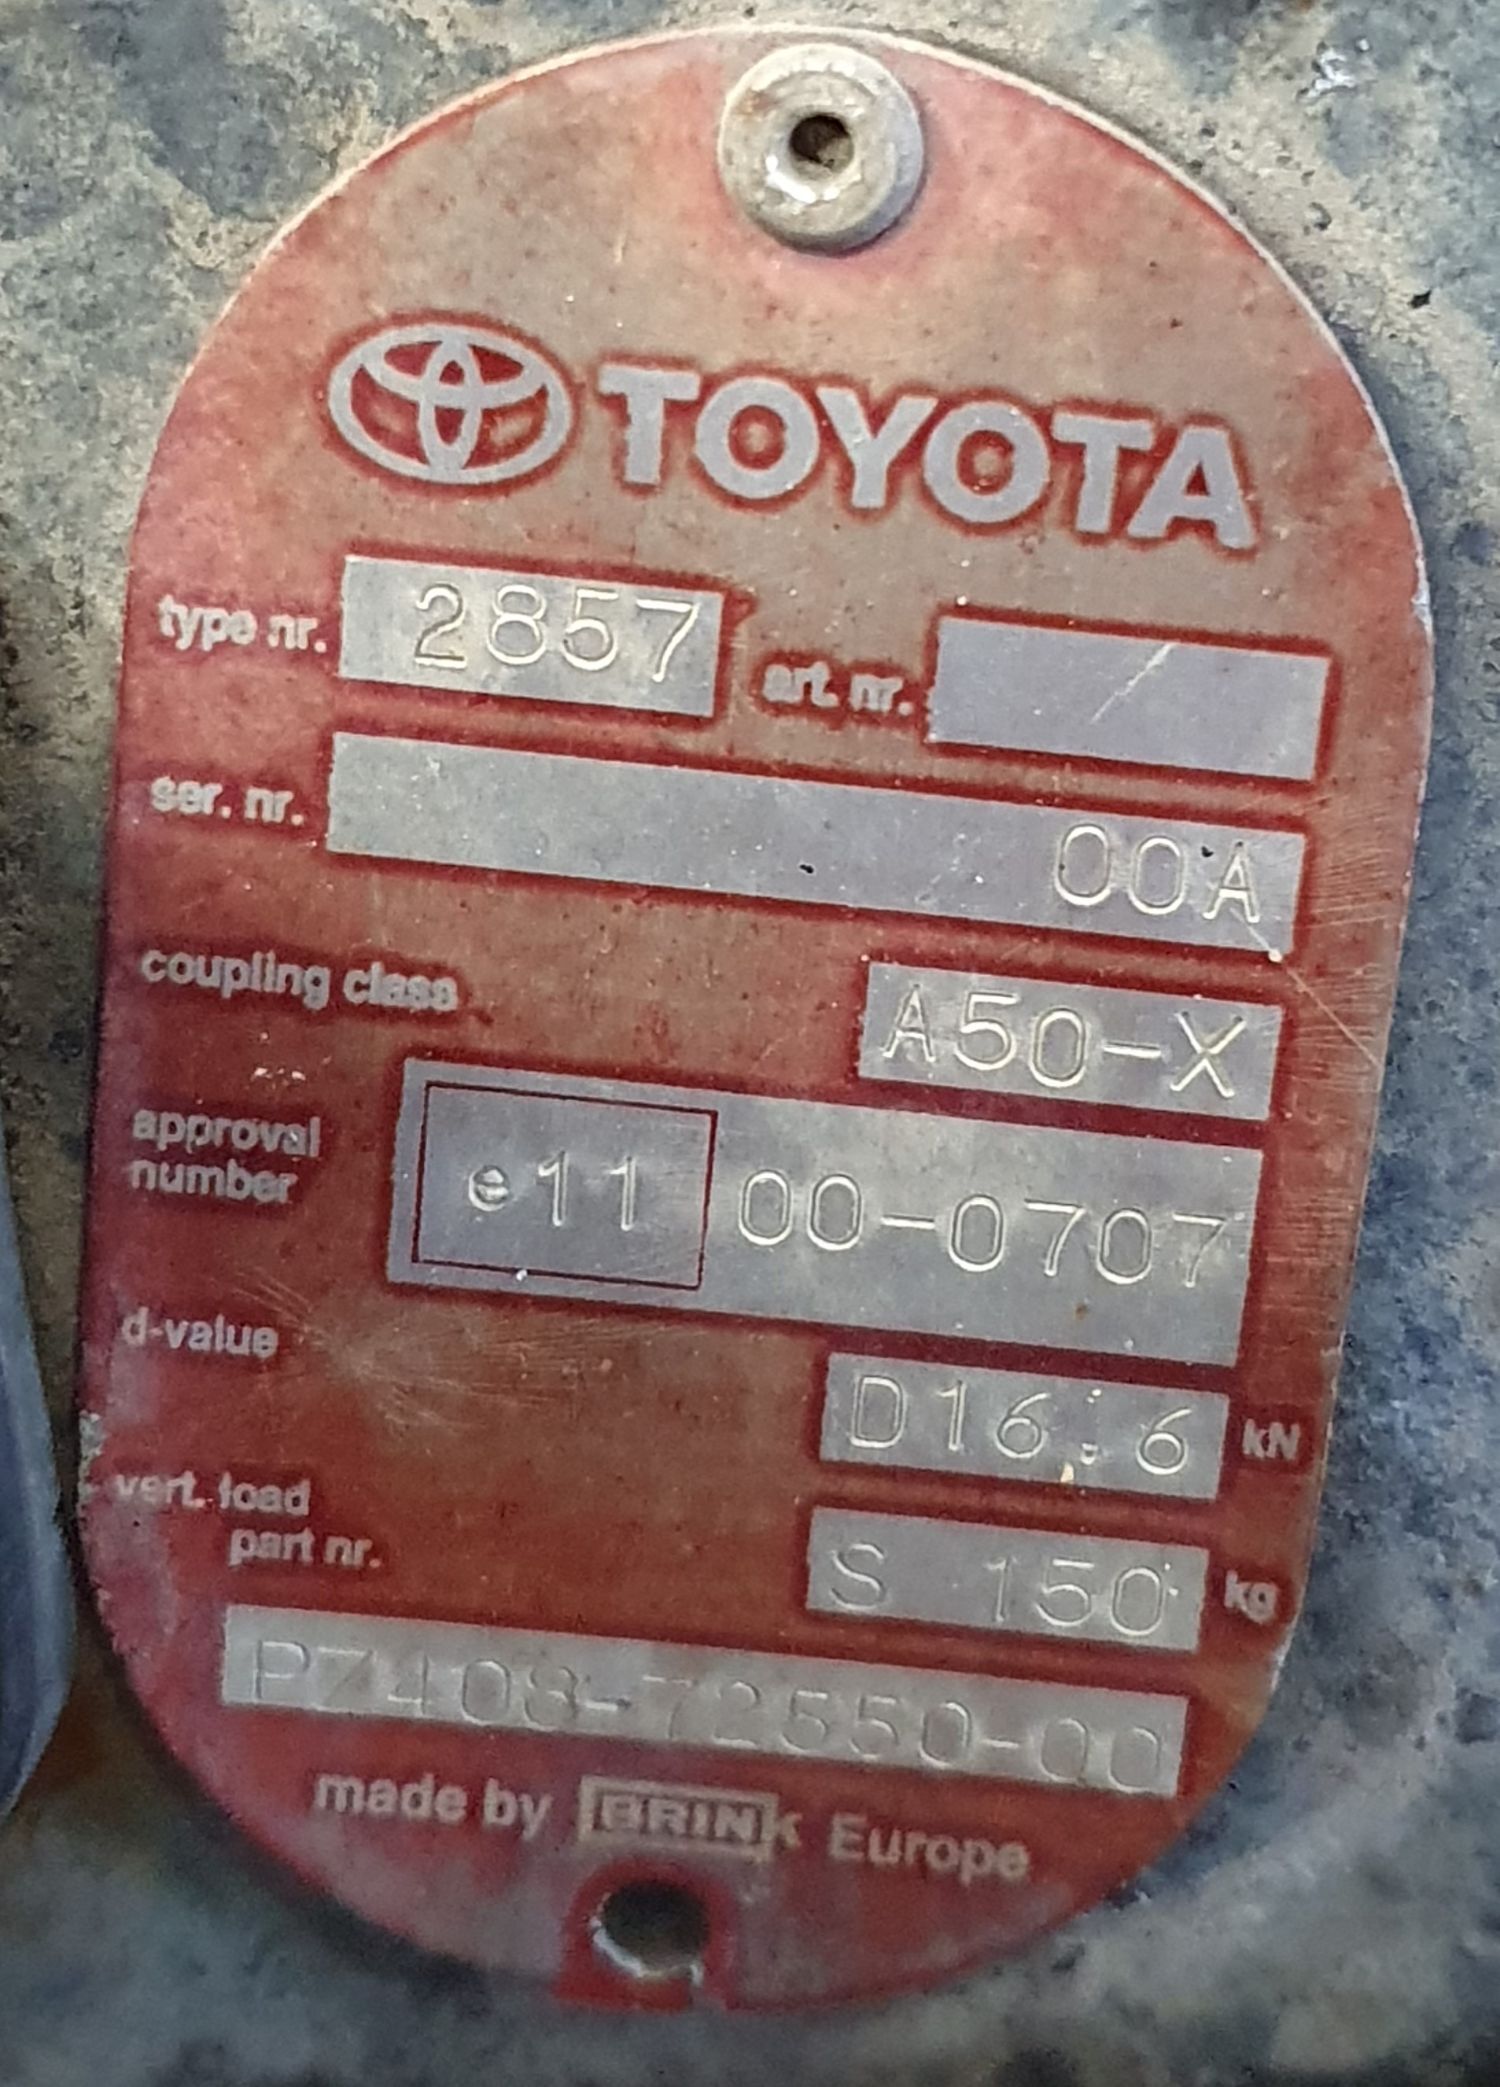 TOYOTA
type nr. 2857 art. nr. /
ser. nr. 00A
coupling class A50-X
approval
number e11 00-0707
d-value D16.6 kN
vert. load
part nr. S 150 kg
PZ408-72550-00
made by BRINK Europe